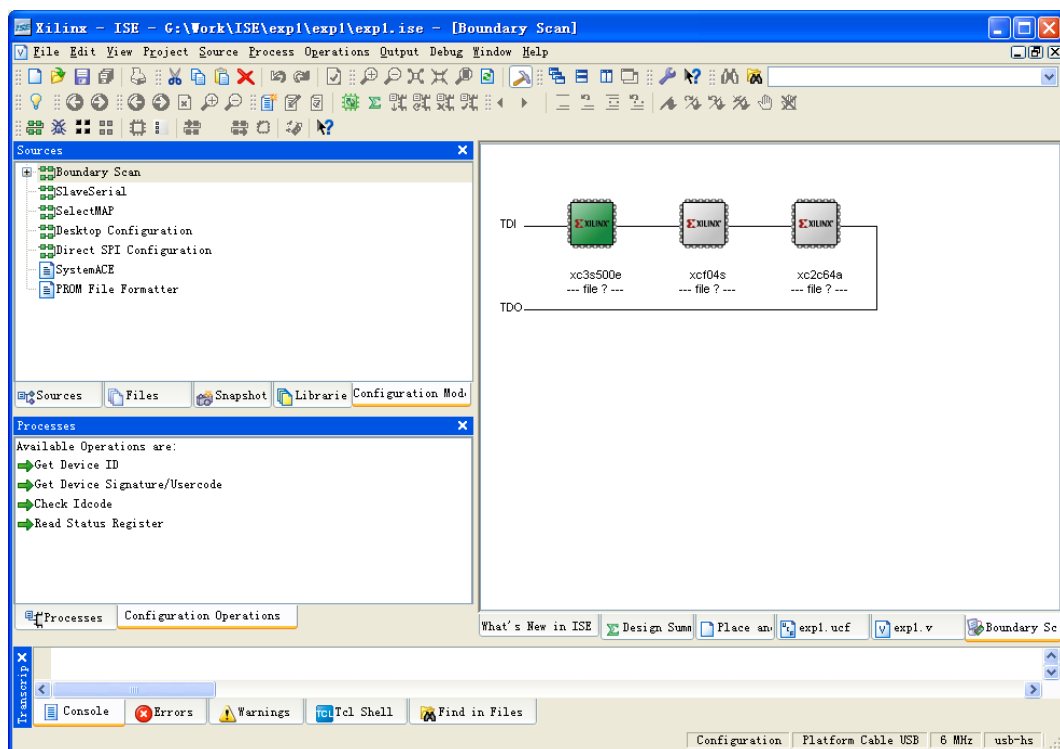 Xilinx - ISE - G:\Work\ISE\exp1\exp1\exp1.ise - [Boundary Scan]
File Edit View Project Source Process Operations Output Debug Window Help
Sources
Boundary Scan
SlaveSerial
SelectMAP
Desktop Configuration
Direct SPI Configuration
SystemACE
PROM File Formatter
Sources Files Snapshot Librarie Configuration Mod
Processes
Available Operations are:
Get Device ID
Get Device Signature/Usercode
Check Idcode
Read Status Register
Processes Configuration Operations
TDI
XILINX XILINX XILINX
xc3s500e xcf04s xc2c64a
--- file ? --- --- file ? --- --- file ? ---
TDO
What's New in ISE Design Summ Place an exp1.ucf exp1.v Boundary Sc
Transcrip
Console Errors Warnings Tcl Shell Find in Files
Configuration Platform Cable USB 6 MHz usb-hs